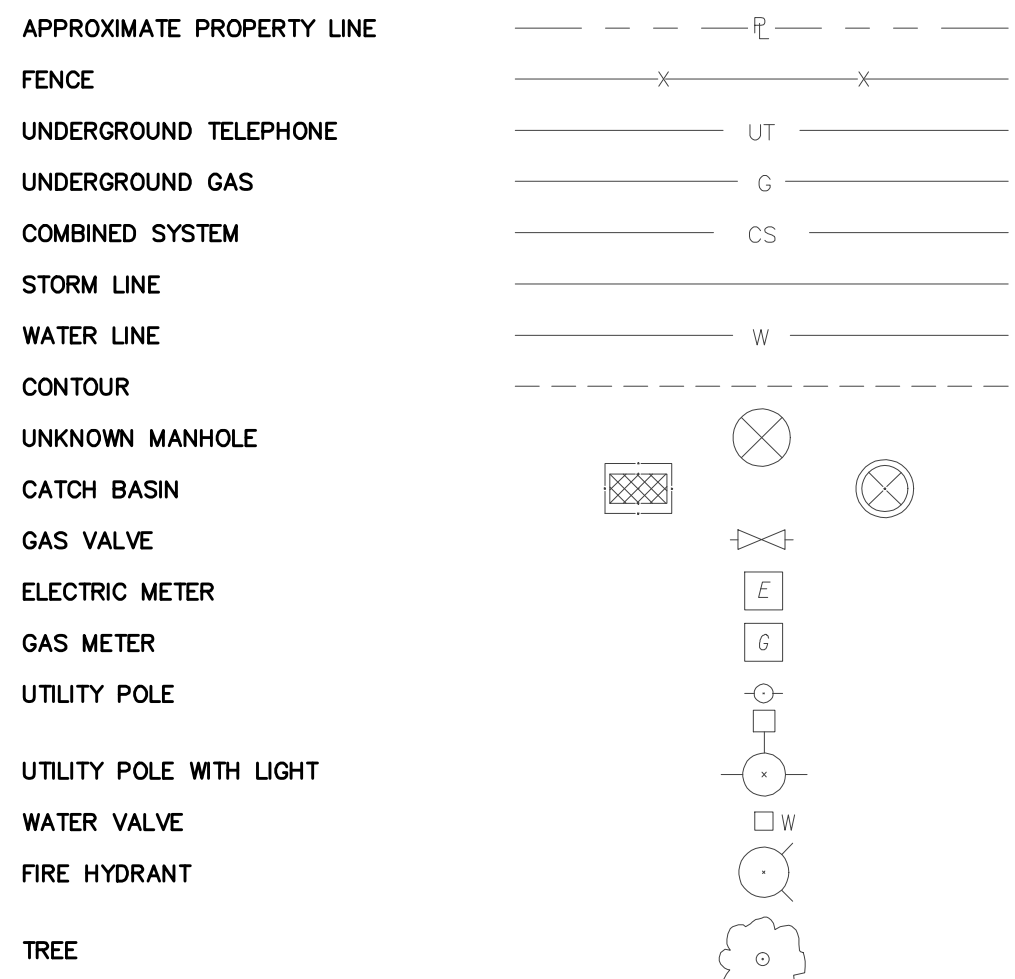 APPROXIMATE PROPERTY LINE PL
FENCE X X
UNDERGROUND TELEPHONE UT
UNDERGROUND GAS G
COMBINED SYSTEM CS
STORM LINE
WATER LINE W
CONTOUR
UNKNOWN MANHOLE
CATCH BASIN
GAS VALVE
ELECTRIC METER E
GAS METER G
UTILITY POLE
UTILITY POLE WITH LIGHT
WATER VALVE W
FIRE HYDRANT
TREE